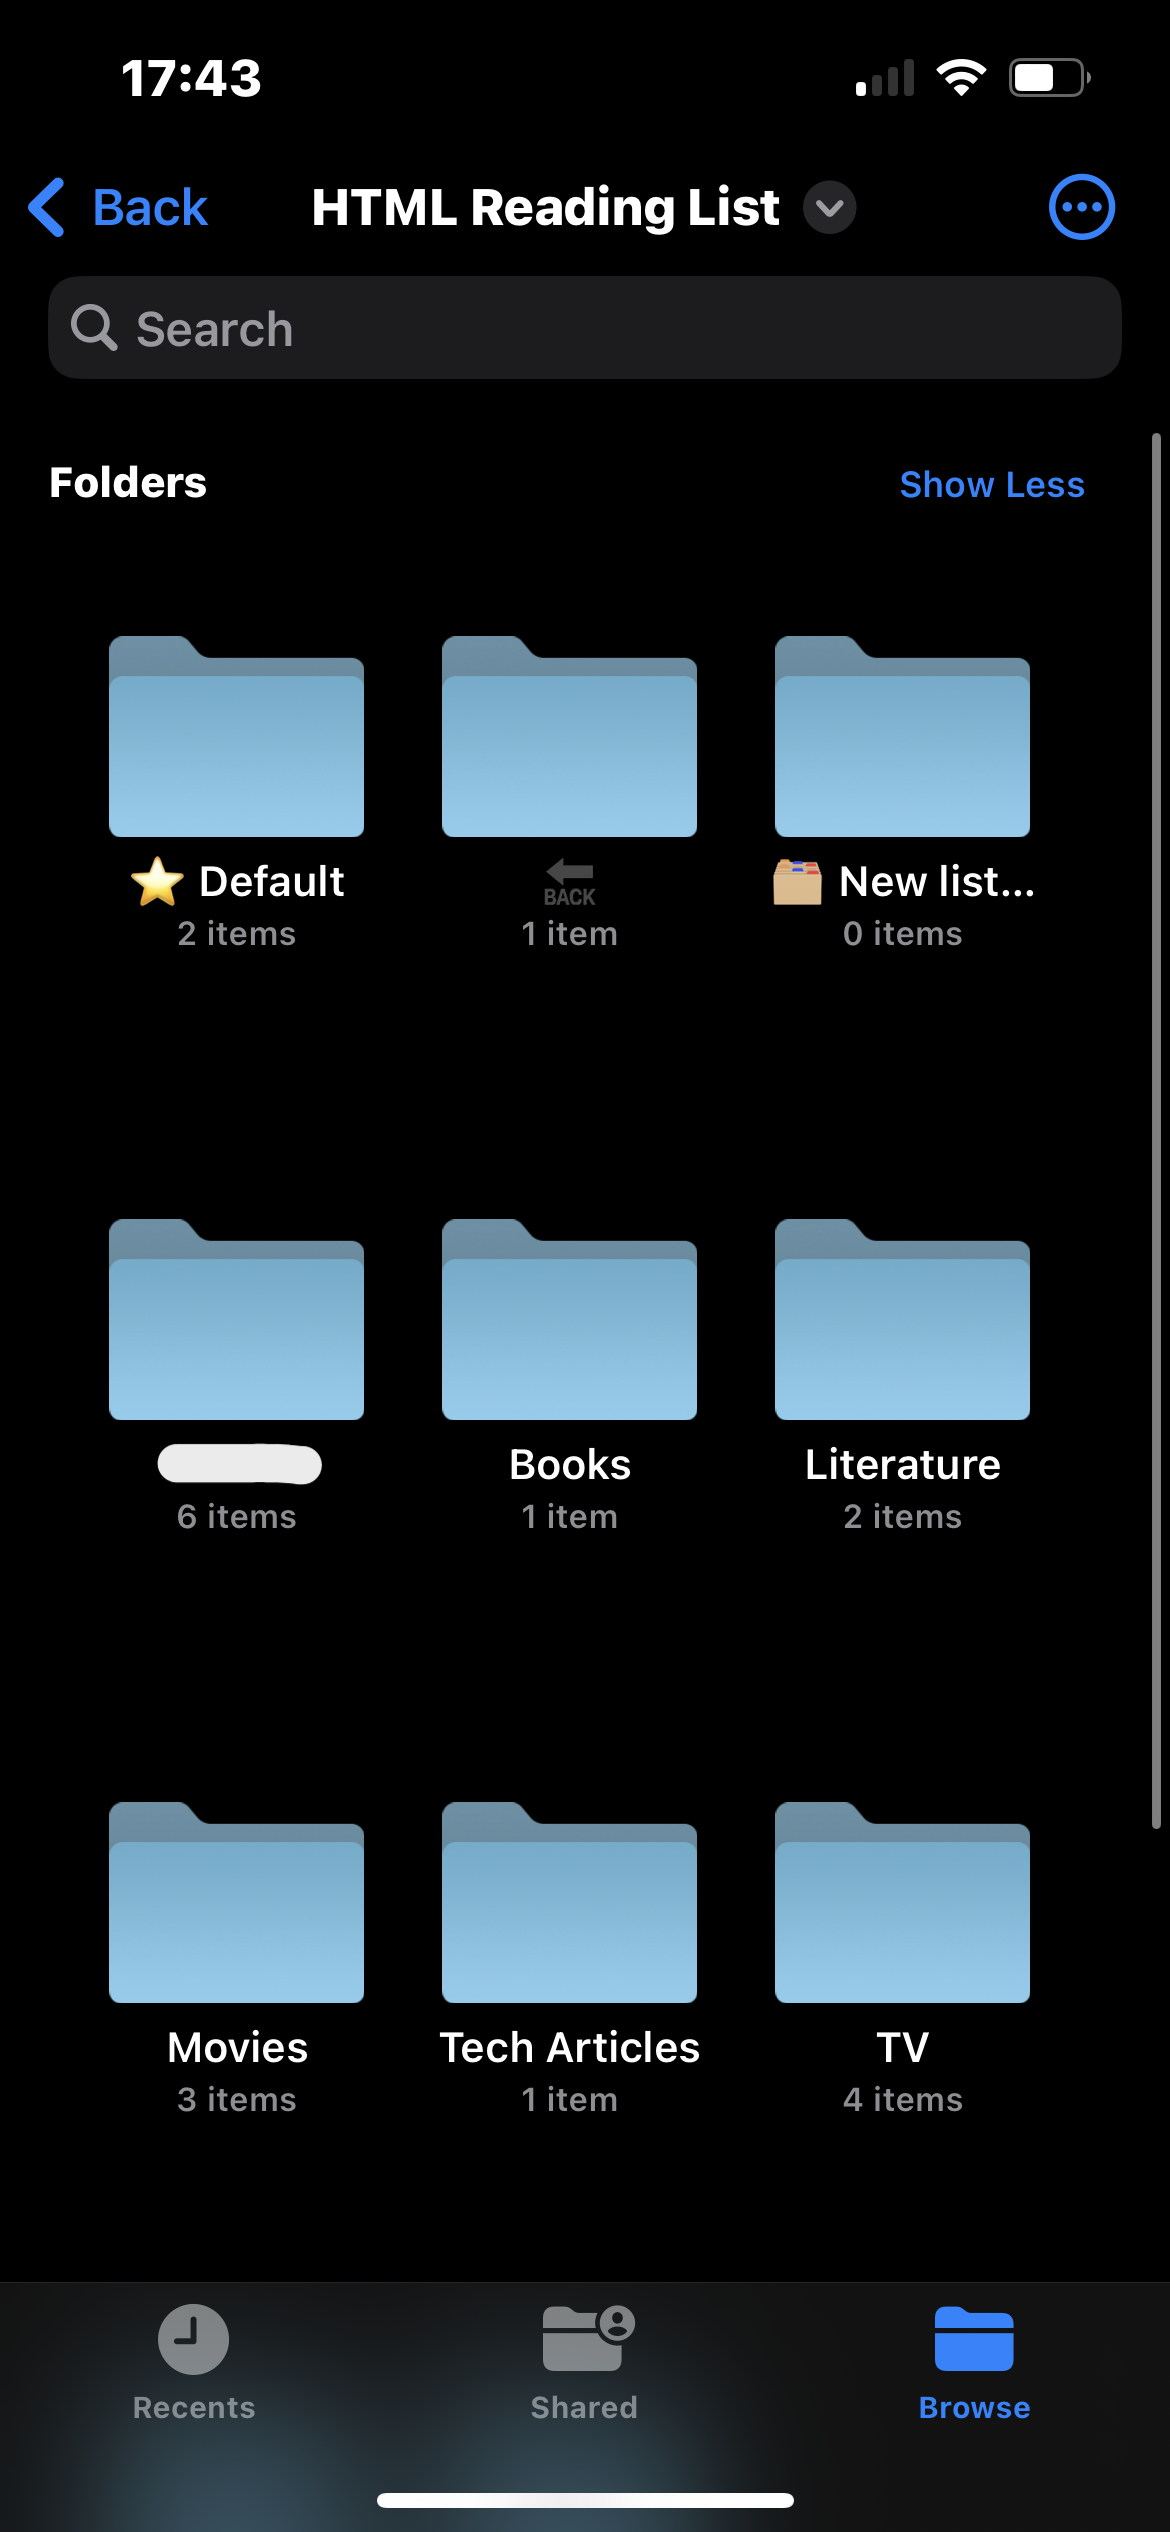 17:43
Back
HTML Reading List
Search
Folders
Show Less
⭐ Default
2 items
🔙
BACK
1 item
🗂️ New list...
0 items
6 items
Books
1 item
Literature
2 items
Movies
3 items
Tech Articles
1 item
TV
4 items
Recents
Shared
Browse